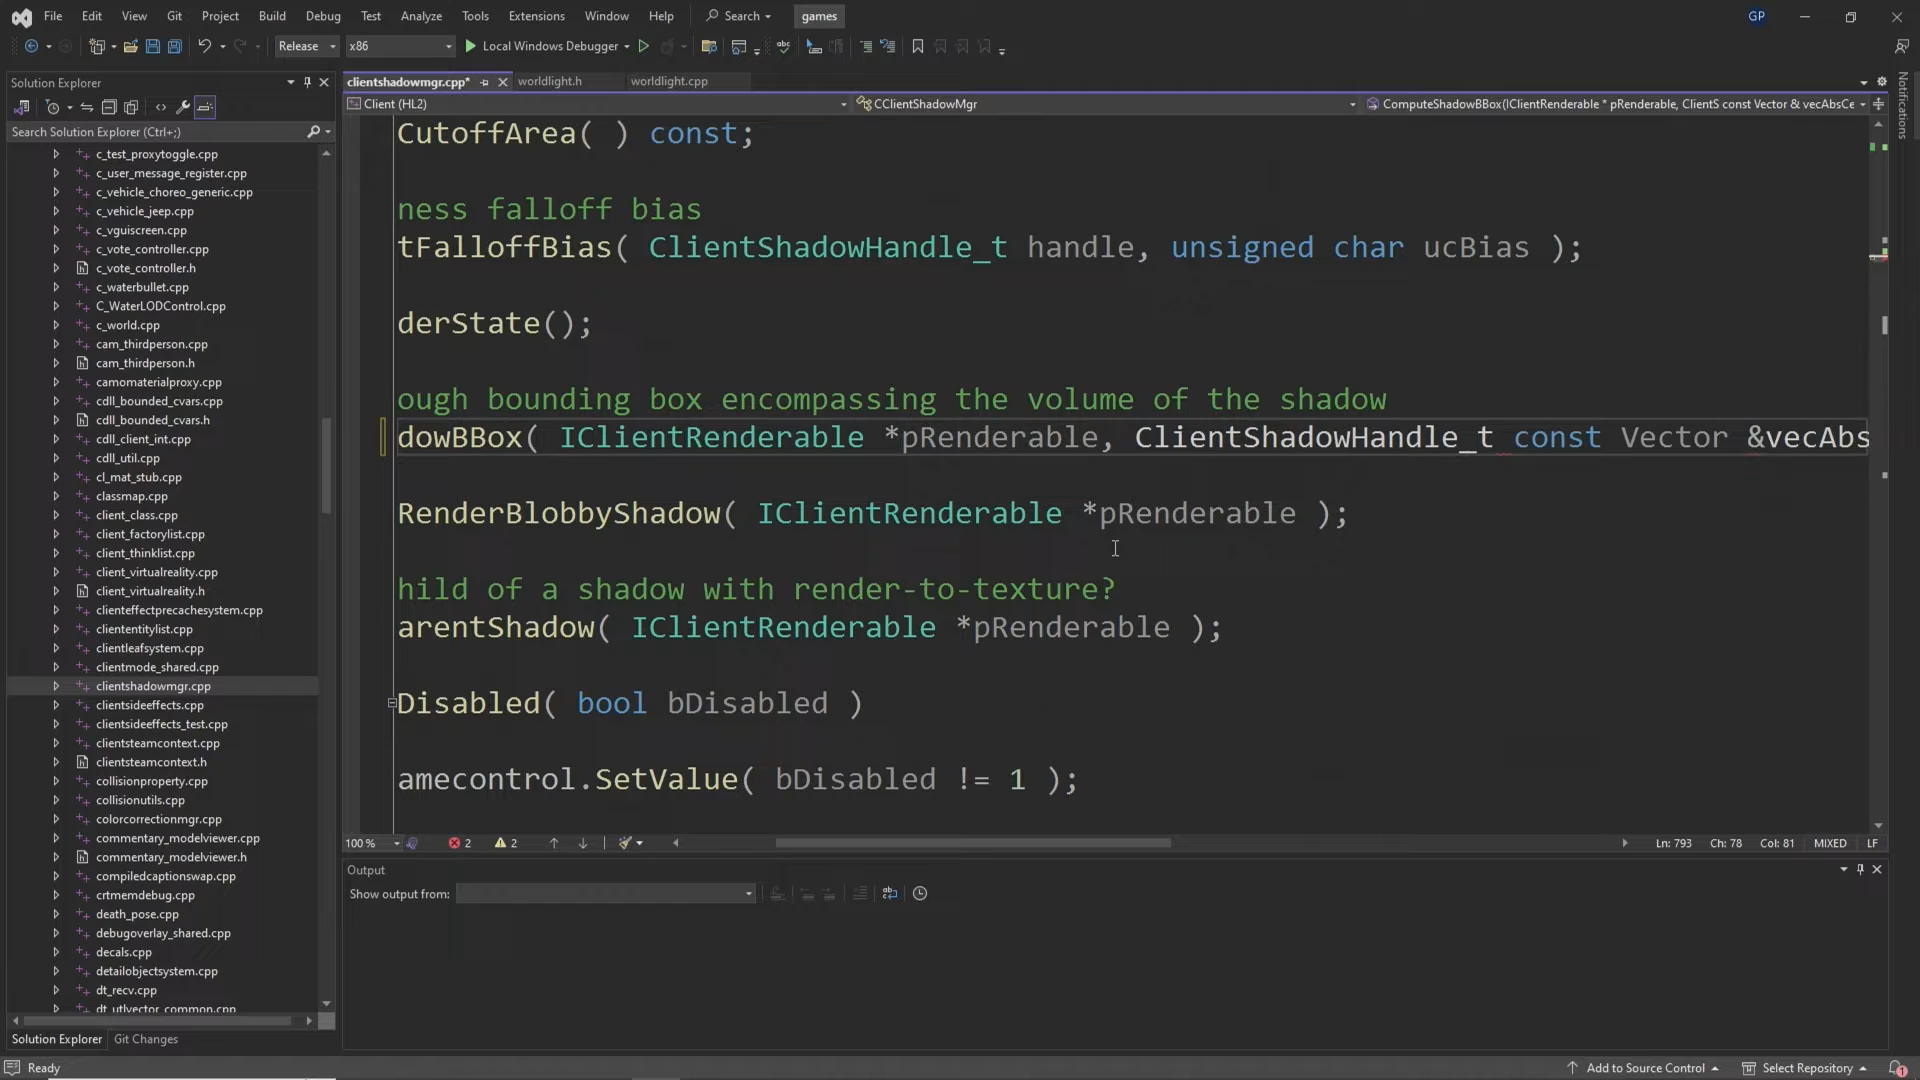 File Edit View Git Project Build Debug Test Analyze Tools Extensions Window Help Search games GP
Release x86 Local Windows Debugger
Solution Explorer
Search Solution Explorer (Ctrl+;)
c_test_proxytoggle.cpp
c_user_message_register.cpp
c_vehicle_choreo_generic.cpp
c_vehicle_jeep.cpp
c_vguiscreen.cpp
c_vote_controller.cpp
c_vote_controller.h
c_waterbullet.cpp
C_WaterLODControl.cpp
c_world.cpp
cam_thirdperson.cpp
cam_thirdperson.h
camomaterialproxy.cpp
cdll_bounded_cvars.cpp
cdll_bounded_cvars.h
cdll_client_int.cpp
cdll_util.cpp
cl_mat_stub.cpp
classmap.cpp
client_class.cpp
client_factorylist.cpp
client_thinklist.cpp
client_virtualreality.cpp
client_virtualreality.h
clienteffectprecachesystem.cpp
cliententitylist.cpp
clientleafsystem.cpp
clientmode_shared.cpp
clientshadowmgr.cpp
clientsideeffects.cpp
clientsideeffects_test.cpp
clientsteamcontext.cpp
clientsteamcontext.h
collisionproperty.cpp
collisionutils.cpp
colorcorrectionmgr.cpp
commentary_modelviewer.cpp
commentary_modelviewer.h
compiledcaptionswap.cpp
crtmemdebug.cpp
death_pose.cpp
debugoverlay_shared.cpp
decals.cpp
detailobjectsystem.cpp
dt_recv.cpp
dt_utlvector_common.cpp
Solution Explorer Git Changes
clientshadowmgr.cpp* worldlight.h worldlight.cpp
Client (HL2) CClientShadowMgr ComputeShadowBBox(IClientRenderable * pRenderable, ClientS const Vector & vecAbsCe
CutoffArea( ) const;
ness falloff bias
tFalloffBias( ClientShadowHandle_t handle, unsigned char ucBias );
derState();
ough bounding box encompassing the volume of the shadow
dowBBox( IClientRenderable *pRenderable, ClientShadowHandle_t const Vector &vecAbs
RenderBlobbyShadow( IClientRenderable *pRenderable );
hild of a shadow with render-to-texture?
arentShadow( IClientRenderable *pRenderable );
Disabled( bool bDisabled )
amecontrol.SetValue( bDisabled != 1 );
100 % 2 2 Ln: 793 Ch: 78 Col: 81 MIXED LF
Output
Show output from:
Notifications
Ready Add to Source Control Select Repository 1